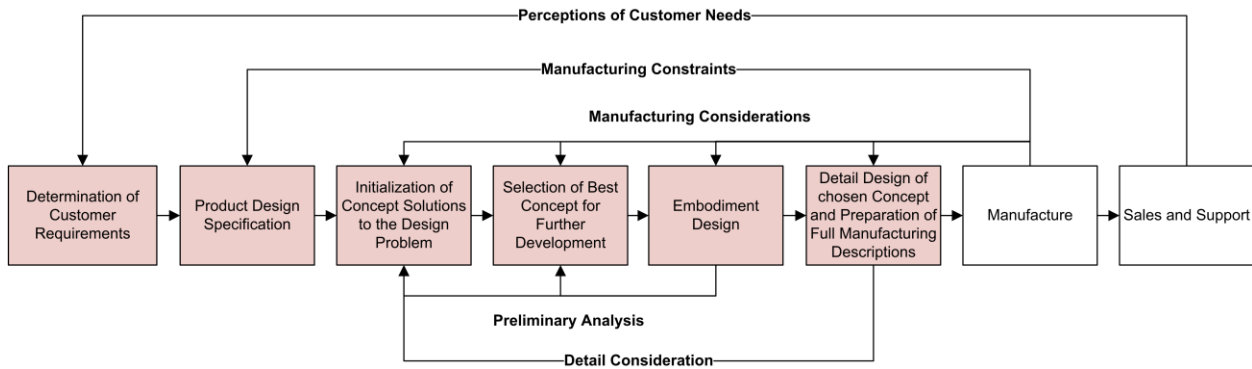 Perceptions of Customer Needs
Manufacturing Constraints
Manufacturing Considerations
Determination of
Customer
Requirements
Product Design
Specification
Initialization of
Concept Solutions
to the Design
Problem
Selection of Best
Concept for
Further
Development
Embodiment
Design
Detail Design of
chosen Concept
and Preparation of
Full Manufacturing
Descriptions
Manufacture
Sales and Support
Preliminary Analysis
Detail Consideration